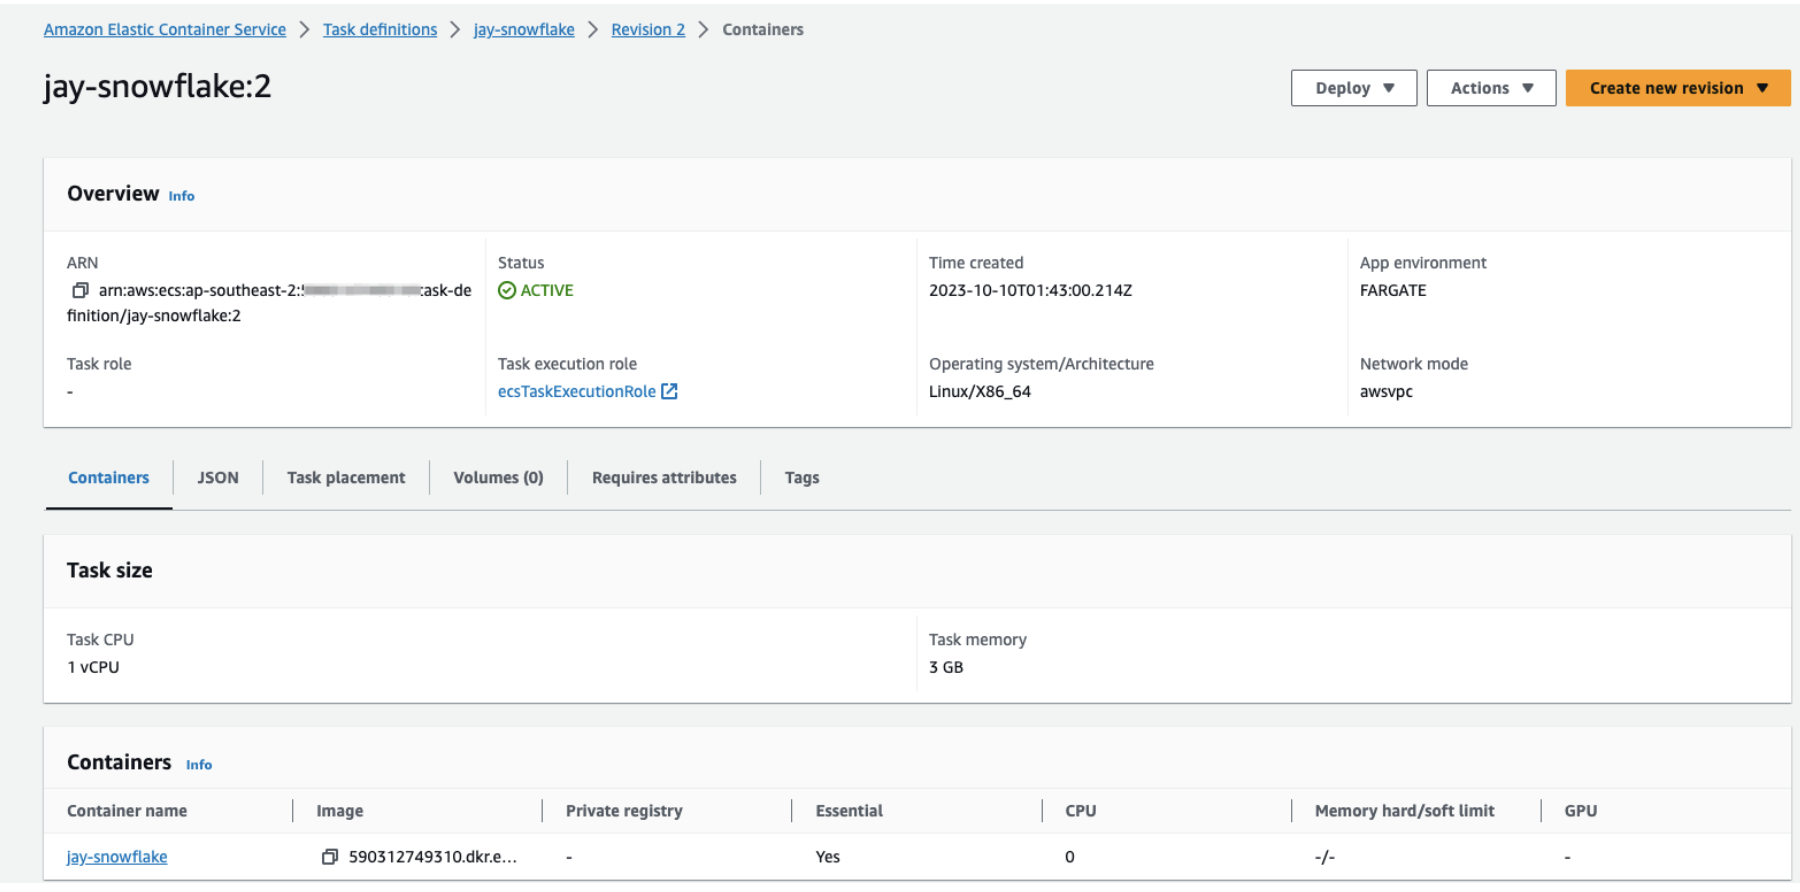 Amazon Elastic Container Service > Task definitions > jay-snowflake > Revision 2 > Containers
jay-snowflake:2
Deploy ▼ Actions ▼ Create new revision ▼
Overview Info
ARN
arn:aws:ecs:ap-southeast-2: :task-de
finition/jay-snowflake:2
Status
ACTIVE
Time created
2023-10-10T01:43:00.214Z
App environment
FARGATE
Task role
-
Task execution role
ecsTaskExecutionRole
Operating system/Architecture
Linux/X86_64
Network mode
awsvpc
Containers JSON Task placement Volumes (0) Requires attributes Tags
Task size
Task CPU
1 vCPU
Task memory
3 GB
Containers Info
Container name Image Private registry Essential CPU Memory hard/soft limit GPU
jay-snowflake 590312749310.dkr.e... - Yes 0 -/- -